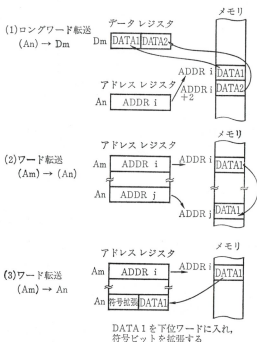 メモリ
(1)ロングワード転送
(An) → Dm
データ レジスタ
Dm DATA1 DATA2
アドレス レジスタ
An ADDR i
ADDR i
ADDR i
+2
DATA1
DATA2
メモリ
アドレス レジスタ
(2)ワード転送
(Am) → (An)
Am ADDR i
ADDR i
DATA1
An ADDR j
ADDR j
DATA1
メモリ
アドレス レジスタ
(3)ワード転送
(Am) → An
Am ADDR i
ADDR i
DATA1
An 符号拡張 DATA1
DATA1を下位ワードに入れ,
符号ビットを拡張する